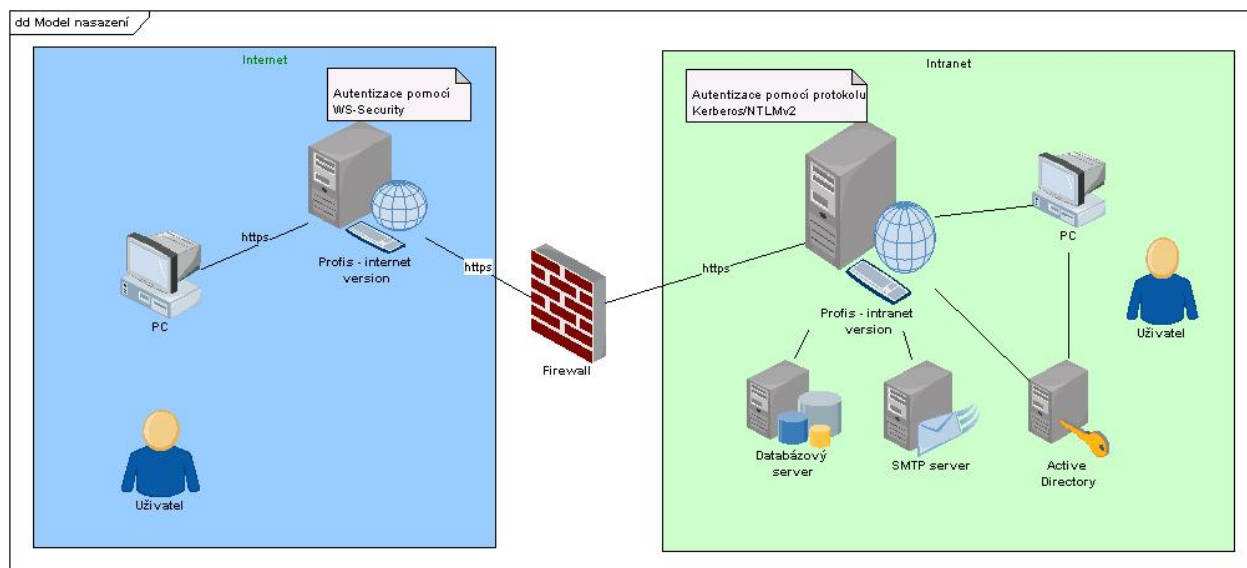 dd Model nasazení
Internet
Autentizace pomocí
WS-Security
https
Profis - internet
version
https
PC
Uživatel
Firewall
https
Intranet
Autentizace pomocí protokolu
Kerberos/NTLMv2
PC
Profis - intranet
version
Uživatel
Databázový
server
SMTP server
Active
Directory